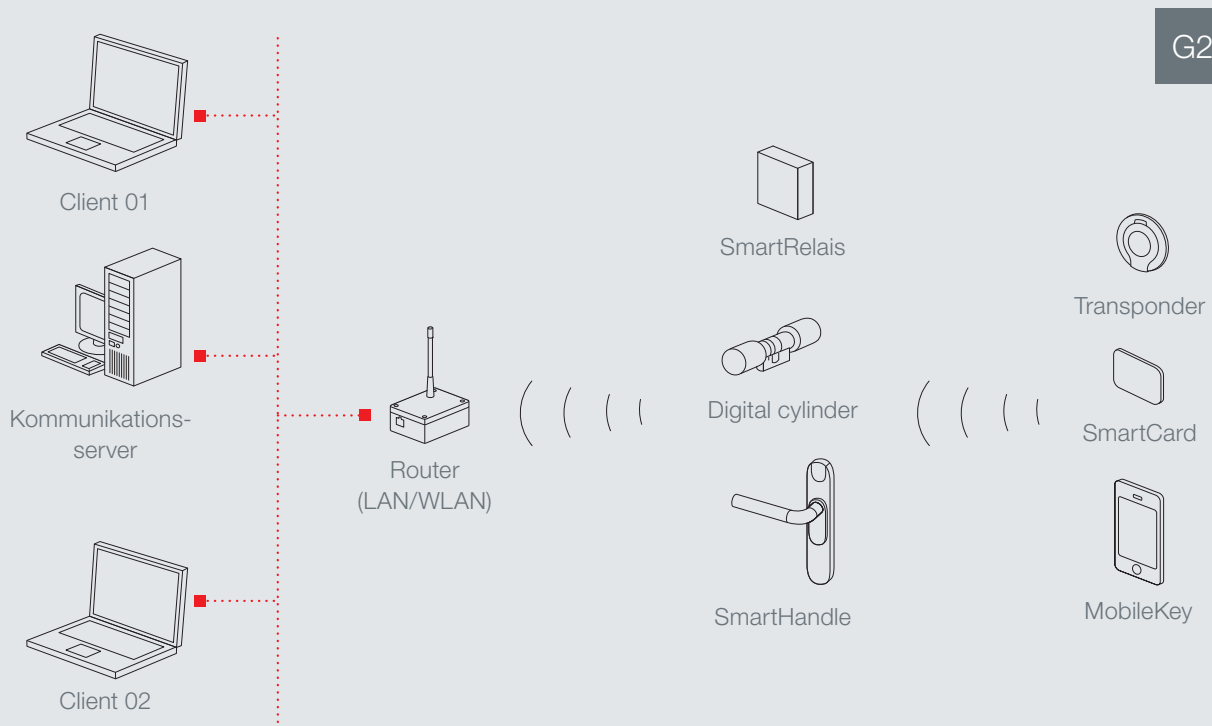 G2
Client 01
Kommunikations-
server
Client 02
Router
(LAN/WLAN)
SmartRelais
Digital cylinder
SmartHandle
Transponder
SmartCard
MobileKey